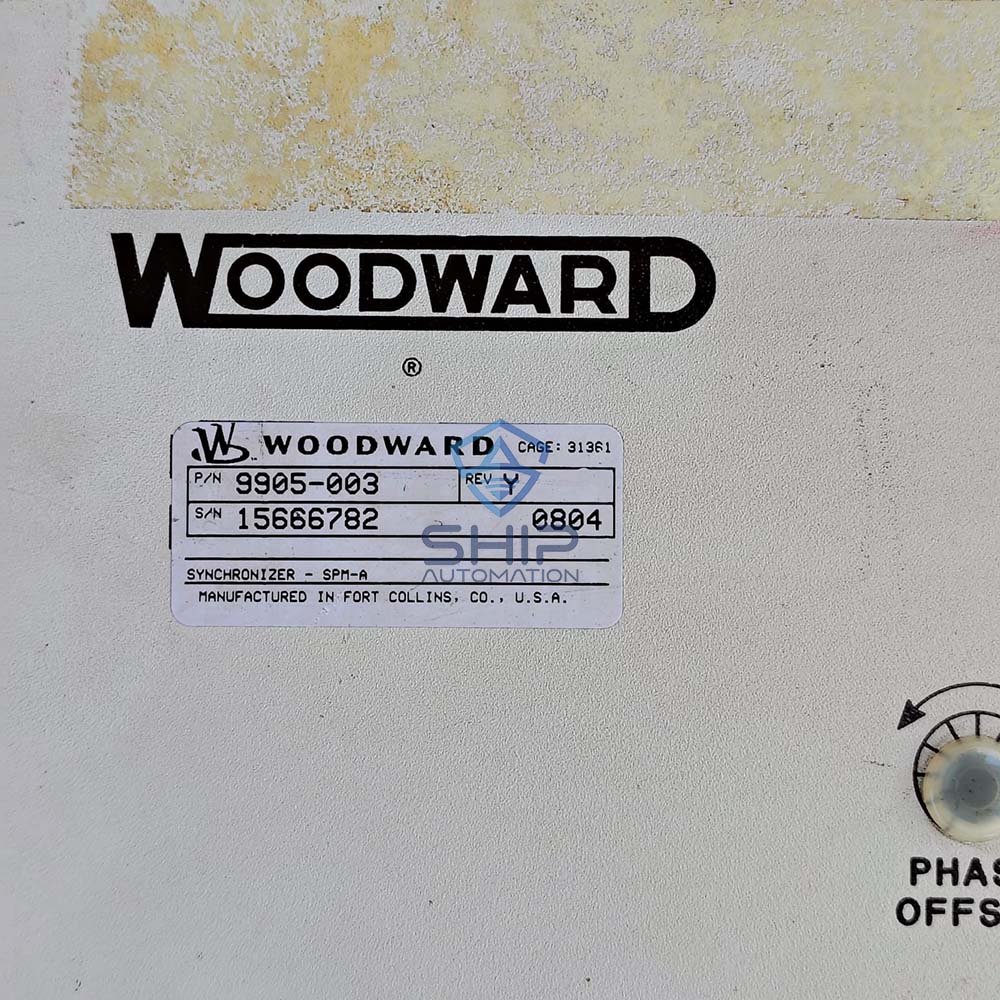 WOODWARD
®
W WOODWARD CAGE: 31361
P/N 9905-003 REV Y
S/N 15666782 0804
SHIP
AUTOMATION
SYNCHRONIZER - SPM-A
MANUFACTURED IN FORT COLLINS, CO., U.S.A.
PHAS
OFFS